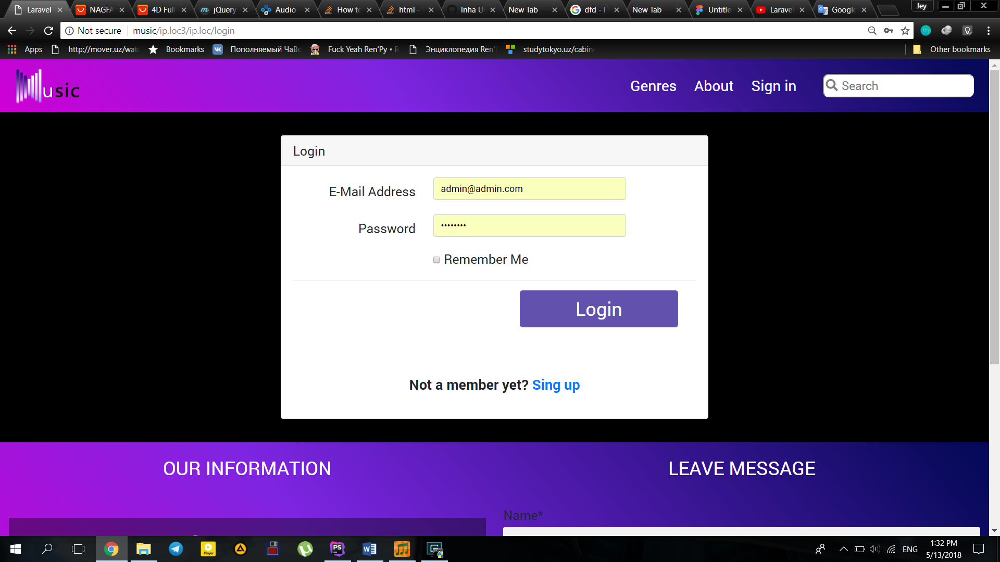 Laravel
NAGFA
4D Full
jQuery
Audio
How to
html -
Inha U
New Tab
dfd - П
New Tab
Untitle
Laravel
Google
Jey
Not secure
music/ip.loc3/ip.loc/login
Apps
http://mover.uz/wat
Bookmarks
Пополняемый ЧаВо
Fuck Yeah Ren'Py •
Энциклопедия Ren'
studytokyo.uz/cabin
Other bookmarks
usic
Genres
About
Sign in
Search
Login
E-Mail Address
admin@admin.com
Password
••••••••
Remember Me
Login
Not a member yet? Sing up
OUR INFORMATION
LEAVE MESSAGE
Name*
Player
PS
ENG
1:32 PM
5/13/2018